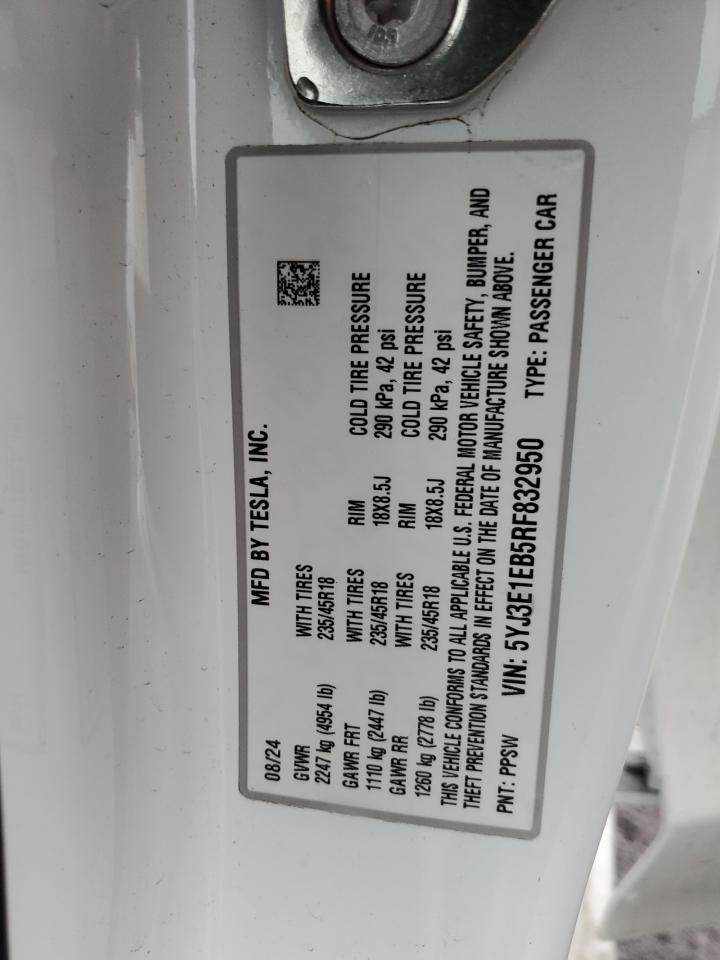 MFD BY TESLA, INC.
08/24
GVWR WITH TIRES
2247 kg (4954 lb) 235/45R18
GAWR FRT WITH TIRES RIM COLD TIRE PRESSURE
1110 kg (2447 lb) 235/45R18 18X8.5J 290 kPa, 42 psi
GAWR RR WITH TIRES RIM COLD TIRE PRESSURE
1260 kg (2778 lb) 235/45R18 18X8.5J 290 kPa, 42 psi
THIS VEHICLE CONFORMS TO ALL APPLICABLE U.S. FEDERAL MOTOR VEHICLE SAFETY, BUMPER, AND
THEFT PREVENTION STANDARDS IN EFFECT ON THE DATE OF MANUFACTURE SHOWN ABOVE.
PNT: PPSW VIN: 5YJ3E1EB5RF832950 TYPE: PASSENGER CAR